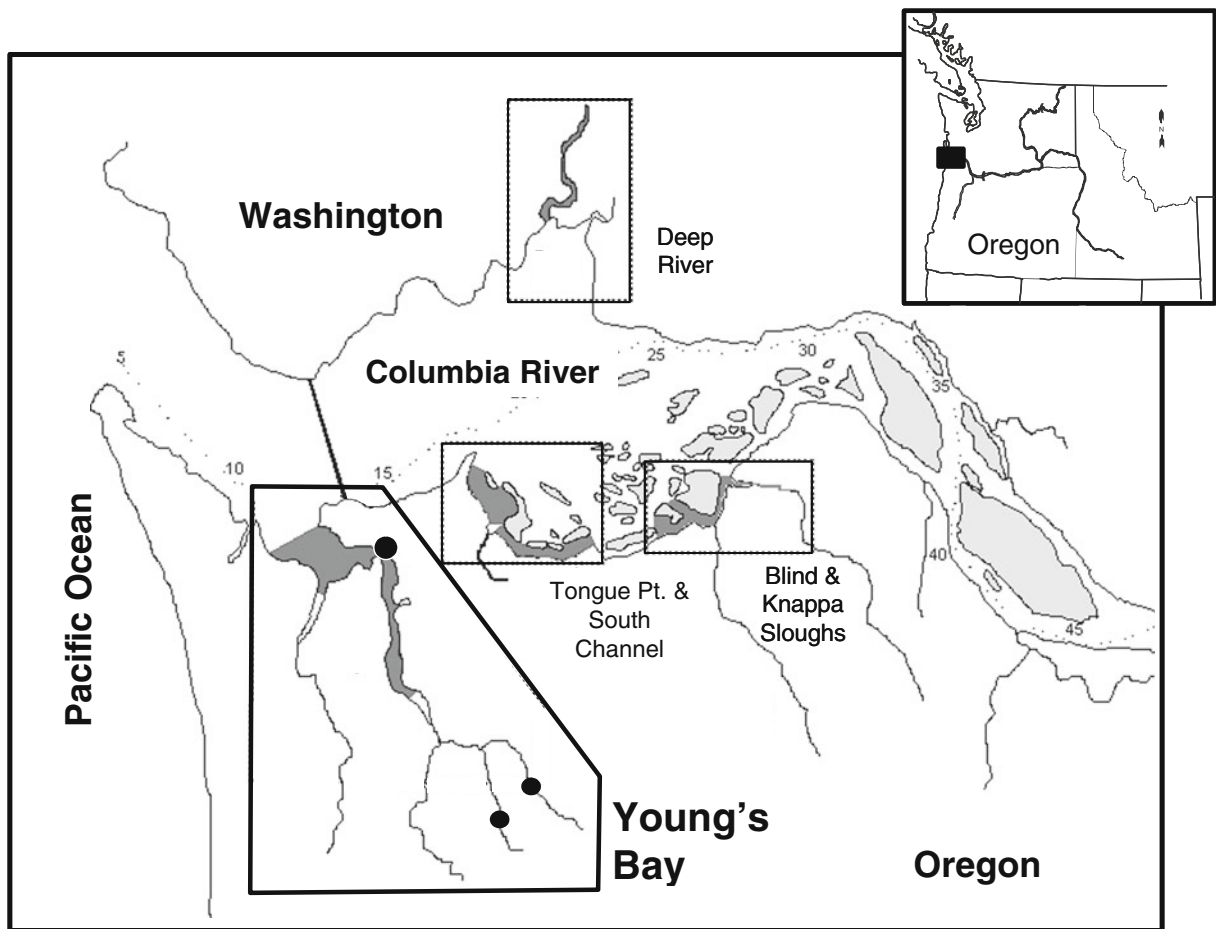 N
Oregon
Washington
Deep
River
5
25
30
Columbia River
35
10
15
Pacific Ocean
40
Tongue Pt. &
South
Channel
Blind &
Knappa
Sloughs
45
Young's
Bay
Oregon